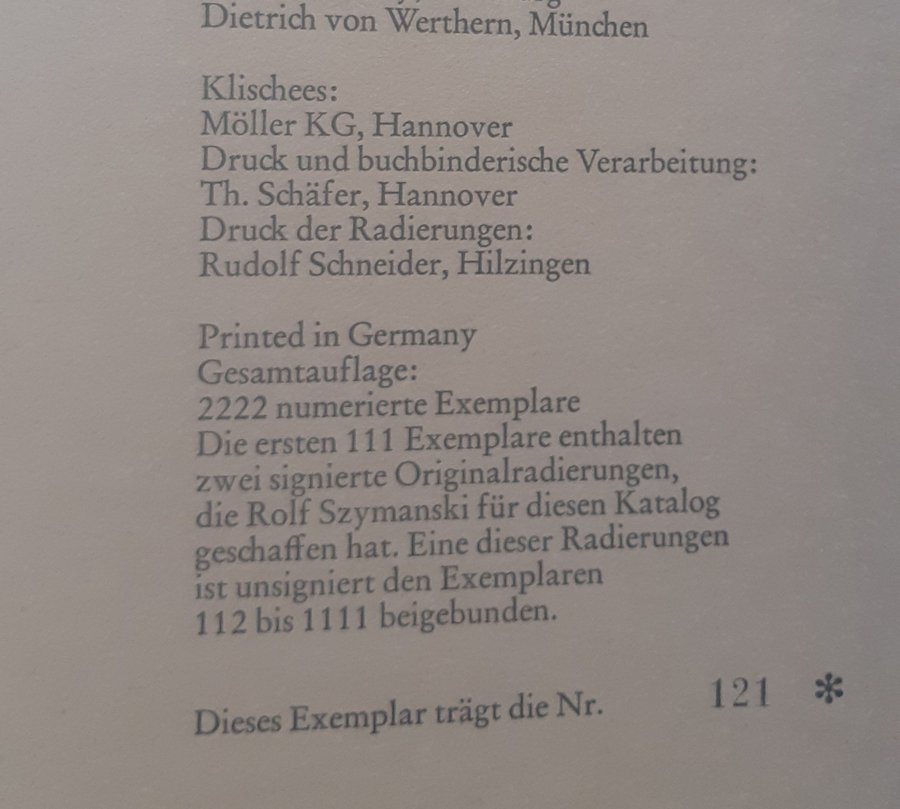 Dietrich von Werthern, München
Klischees:
Möller KG, Hannover
Druck und buchbinderische Verarbeitung:
Th. Schäfer, Hannover
Druck der Radierungen:
Rudolf Schneider, Hilzingen
Printed in Germany
Gesamtauflage:
2222 numerierte Exemplare
Die ersten 111 Exemplare enthalten
zwei signierte Originalradierungen,
die Rolf Szymanski für diesen Katalog
geschaffen hat. Eine dieser Radierungen
ist unsigniert den Exemplaren
112 bis 1111 beigebunden.
Dieses Exemplar trägt die Nr. 121 *